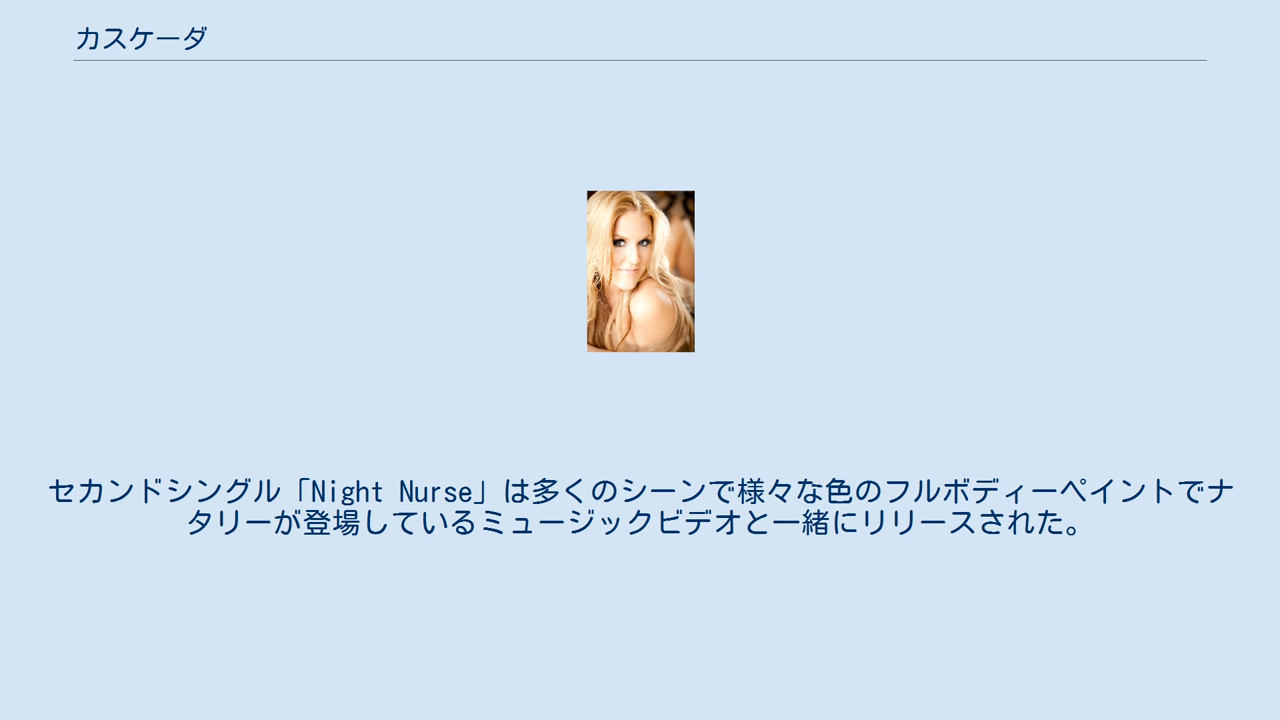 カスケーダ
セカンドシングル「Night Nurse」は多くのシーンで様々な色のフルボディーペイントでナ
タリーが登場しているミュージックビデオと一緒にリリースされた。